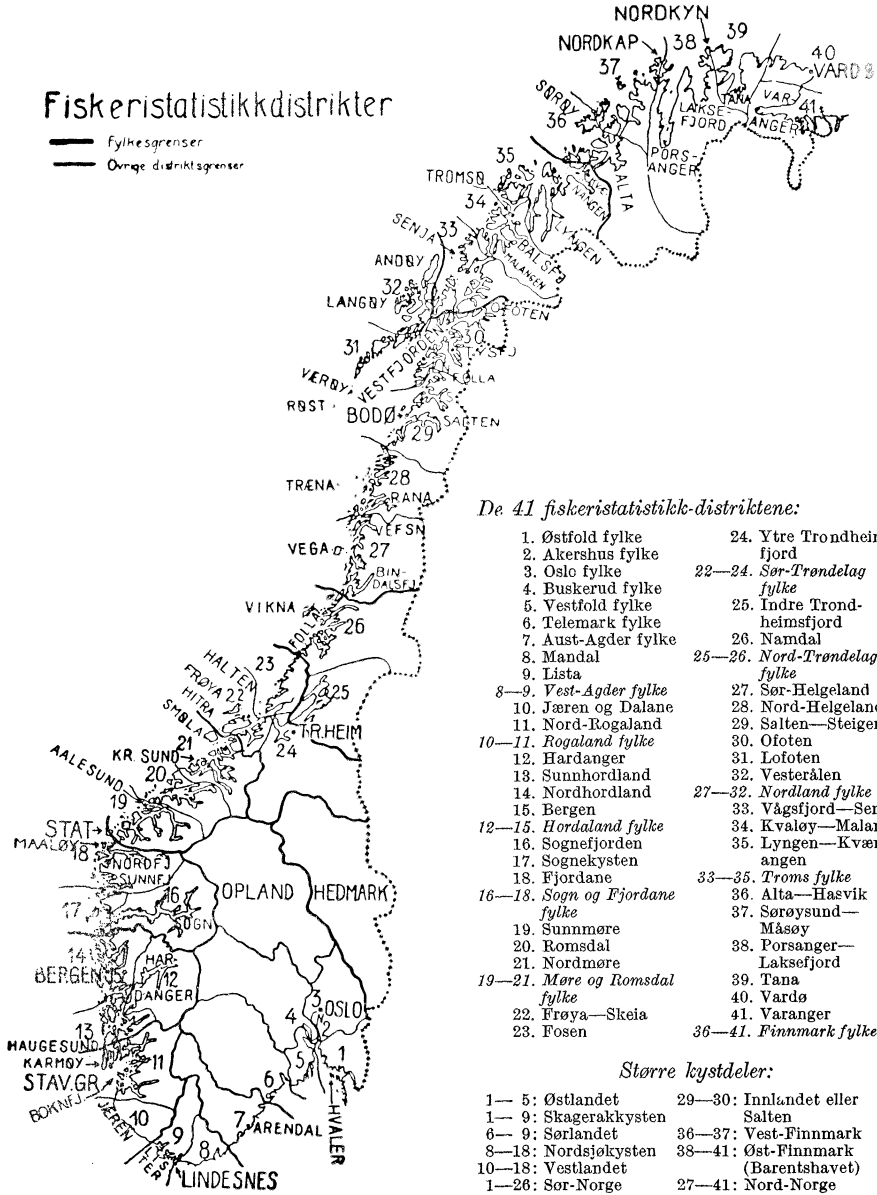 Fiskeristatistikkdistrikter
Fylkesgrenser
Øvrige distriktsgrenser
NORDKYN
NORDKAP
38
39
40
VARDØ
37
SØRØY
36
LAKSE-
FJORD
TANA
VAR-
ANGER
41
PORS-
ANGER
ALTA
35
TROMSØ
NANGEN
34
LYNGEN
SENJA
33
BALSFJ
MALANGEN
ANDØY
32
LANGØY
OFOTEN
31
30
VESTFJORDEN
TYSFJ
VÆRØY
FOLLA
RØST
BODØ
29
SALTEN
28
TRÆNA
RANA
VEFSN
VEGA
27
BIN-
DALSFJ
VIKNA
FOLLA
26
23
HALTEN
FRØYA
22
HITRA
25
SMØLA
TR.HEIM
24
21
KR. SUND
20
AALESUND
19
STAT
MAALØY
18
NORDFJ
SUNNFJ
OPLAND
HEDMARK
16
17
SOGN
14
BERGEN
HAR-
DANGER
12
3
OSLO
4
2
13
HAUGESUND
1
KARMØY
11
5
STAV.GR
6
BOKNFJ.
10
7
HVALER
JÆREN
ARENDAL
9
8
LIS-
TER
LINDESNES
De 41 fiskeristatistikk-distriktene:
1. Østfold fylke
2. Akershus fylke
3. Oslo fylke
4. Buskerud fylke
5. Vestfold fylke
6. Telemark fylke
7. Aust-Agder fylke
8. Mandal
9. Lista
8—9. Vest-Agder fylke
10. Jæren og Dalane
11. Nord-Rogaland
10—11. Rogaland fylke
12. Hardanger
13. Sunnhordland
14. Nordhordland
15. Bergen
12—15. Hordaland fylke
16. Sognefjorden
17. Sognekysten
18. Fjordane
16—18. Sogn og Fjordane
fylke
19. Sunnmøre
20. Romsdal
21. Nordmøre
19—21. Møre og Romsdal
fylke
22. Frøya—Skeia
23. Fosen
24. Ytre Trondheim
fjord
22—24. Sør-Trøndelag
fylke
25. Indre Trond-
heimsfjord
26. Namdal
25—26. Nord-Trøndelag
fylke
27. Sør-Helgeland
28. Nord-Helgeland
29. Salten—Steigen
30. Ofoten
31. Lofoten
32. Vesterålen
27—32. Nordland fylke
33. Vågsfjord—Sen
34. Kvaløy—Malan
35. Lyngen—Kvæn
angen
33—35. Troms fylke
36. Alta—Hasvik
37. Sørøysund—
Måsøy
38. Porsanger—
Laksefjord
39. Tana
40. Vardø
41. Varanger
36—41. Finnmark fylke
Større kystdeler:
1— 5: Østlandet
1— 9: Skagerakkysten
6— 9: Sørlandet
8—18: Nordsjøkysten
10—18: Vestlandet
1—26: Sør-Norge
29—30: Innlandet eller
Salten
36—37: Vest-Finnmark
38—41: Øst-Finnmark
(Barentshavet)
27—41: Nord-Norge